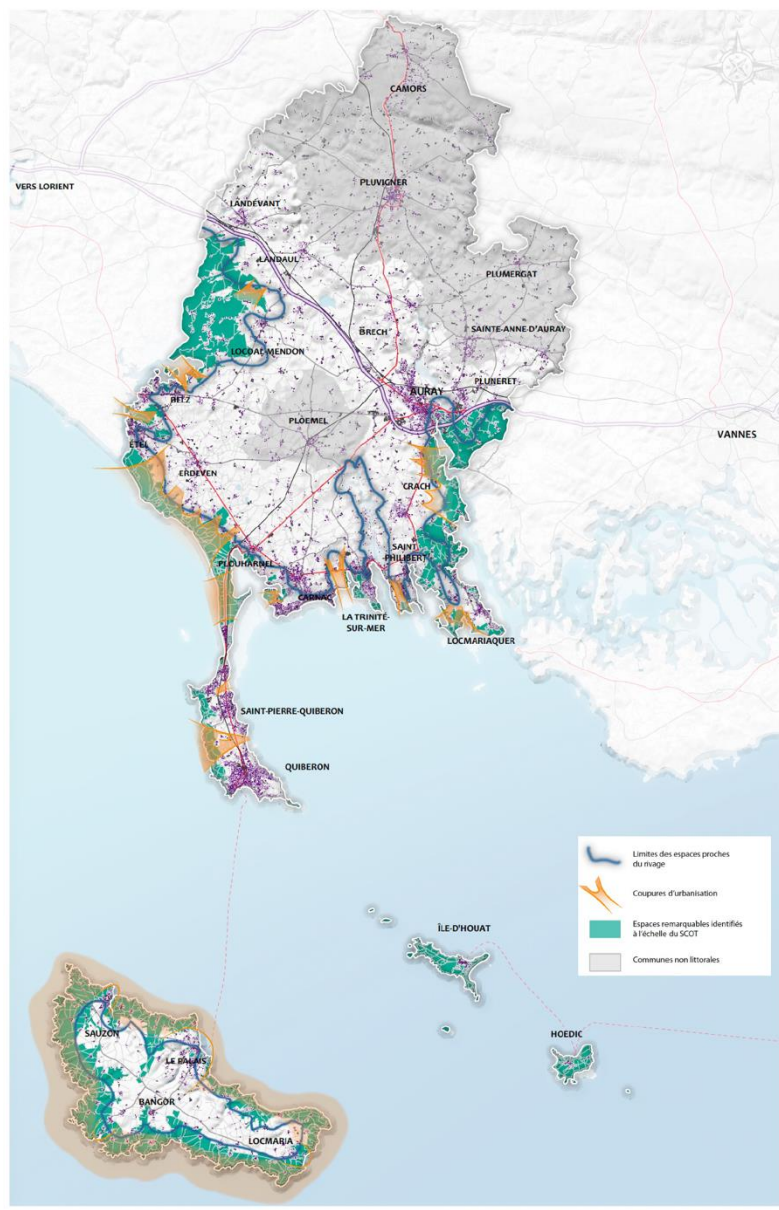 CAMORS
VERS LORIENT
PLUVIGNER
LANDÉVANT
LANDAUL
PLUMERGAT
BRECH
SAINTE-ANNE-D'AURAY
LOCOAL-MENDON
PLUNERET
AURAY
BELZ
PLOEMEL
VANNES
ÉTEL
ERDEVEN
CRACH
SAINT
-PHILIBERT
PLOUHARNEL
CARNAC
LA TRINITÉ-
SUR-MER
LOCMARIAQUER
SAINT-PIERRE-QUIBERON
QUIBERON
Limites des espaces proches
du rivage
Coupures d'urbanisation
Espaces remarquables identifiés
à l'échelle du SCOT
Communes non littorales
ÎLE-D'HOUAT
HOEDIC
SAUZON
LE PALAIS
BANGOR
LOCMARIA